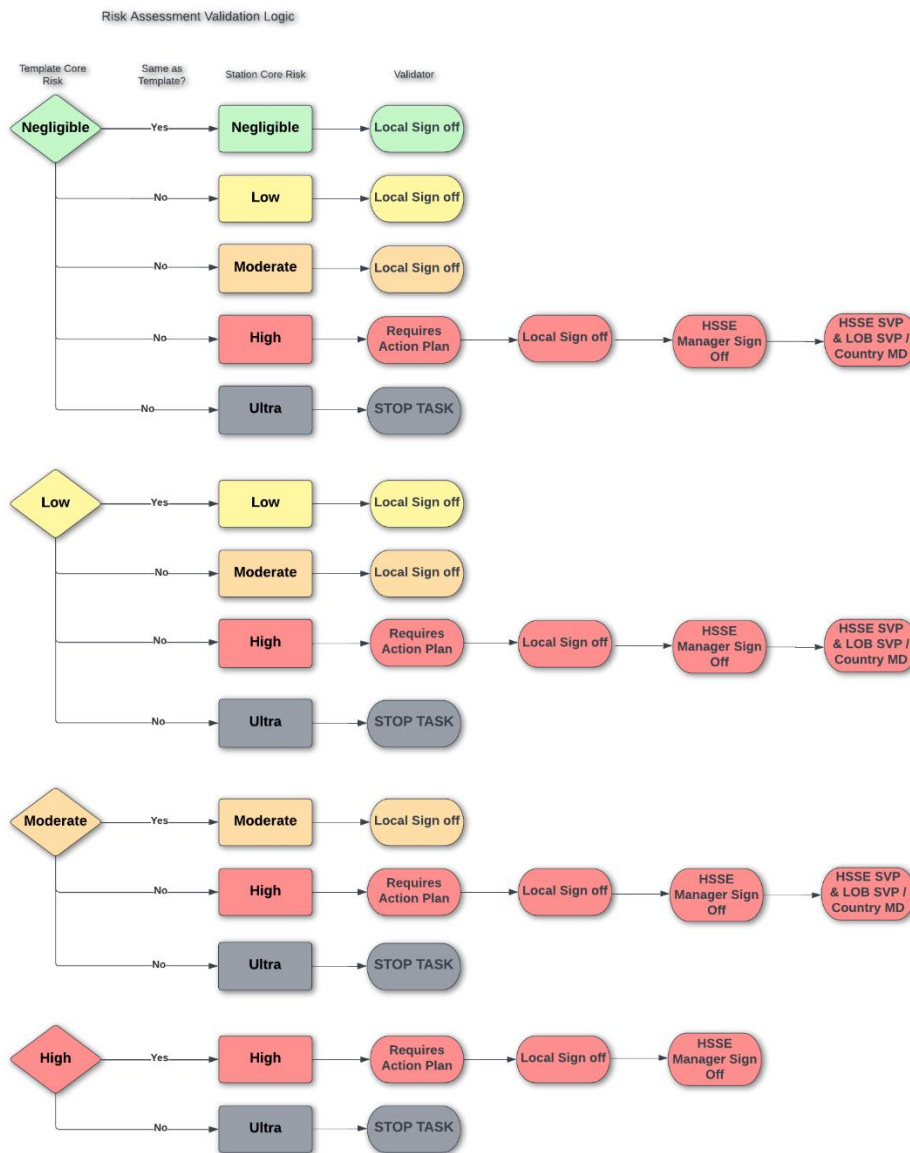 Risk Assessment Validation Logic
Template Core
Risk
Same as
Template?
Station Core Risk
Validator
Negligible
Yes
Negligible
Local Sign off
No
Low
Local Sign off
No
Moderate
Local Sign off
No
High
Requires
Action Plan
Local Sign off
HSSE
Manager Sign
Off
HSSE SVP
& LOB SVP /
Country MD
No
Ultra
STOP TASK
Low
Yes
Low
Local Sign off
No
Moderate
Local Sign off
No
High
Requires
Action Plan
Local Sign off
HSSE
Manager Sign
Off
HSSE SVP
& LOB SVP /
Country MD
No
Ultra
STOP TASK
Moderate
Yes
Moderate
Local Sign off
No
High
Requires
Action Plan
Local Sign off
HSSE
Manager Sign
Off
HSSE SVP
& LOB SVP /
Country MD
No
Ultra
STOP TASK
High
Yes
High
Requires
Action Plan
Local Sign off
HSSE
Manager Sign
Off
No
Ultra
STOP TASK